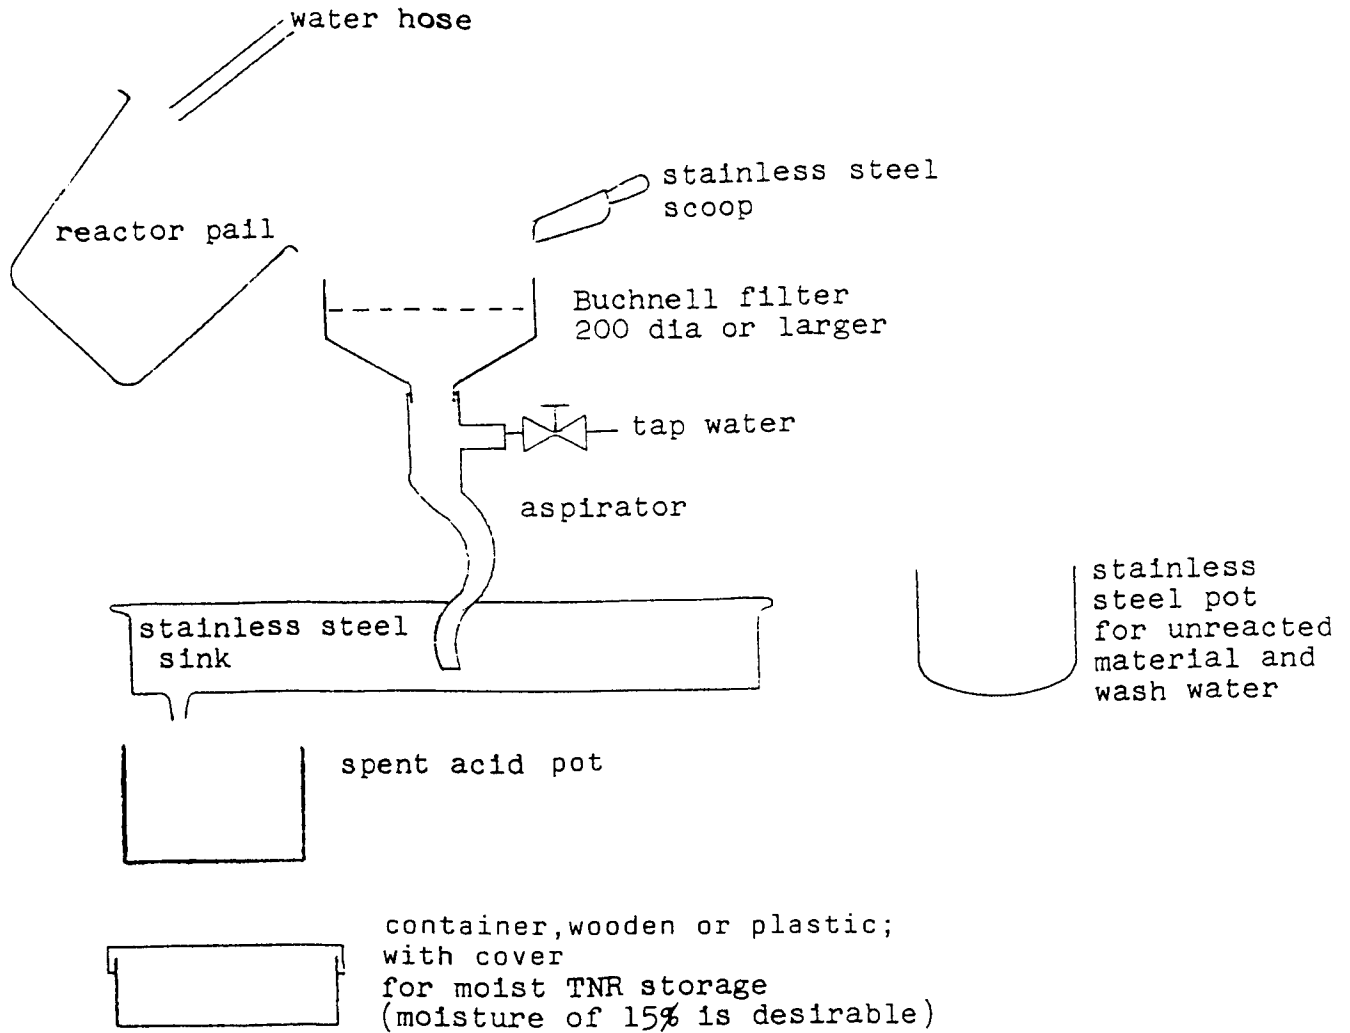 water hose
stainless steel
scoop
reactor pail
Buchnell filter
200 dia or larger
tap water
aspirator
stainless steel
sink
stainless
steel pot
for unreacted
material and
wash water
spent acid pot
container,wooden or plastic;
with cover
for moist TNR storage
(moisture of 15% is desirable)